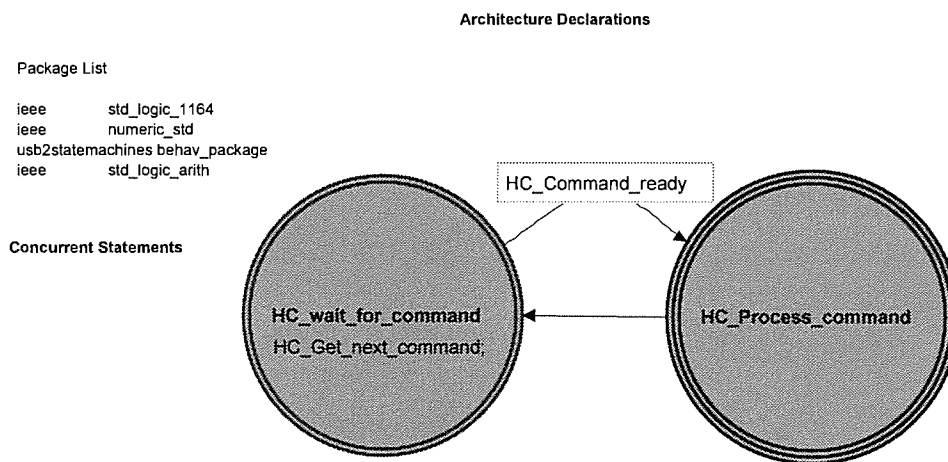 Architecture Declarations
Package List
ieee std_logic_1164
ieee numeric_std
usb2statemachines behav_package
ieee std_logic_arith
HC_Command_ready
Concurrent Statements
HC_wait_for_command
HC_Get_next_command;
HC_Process_command